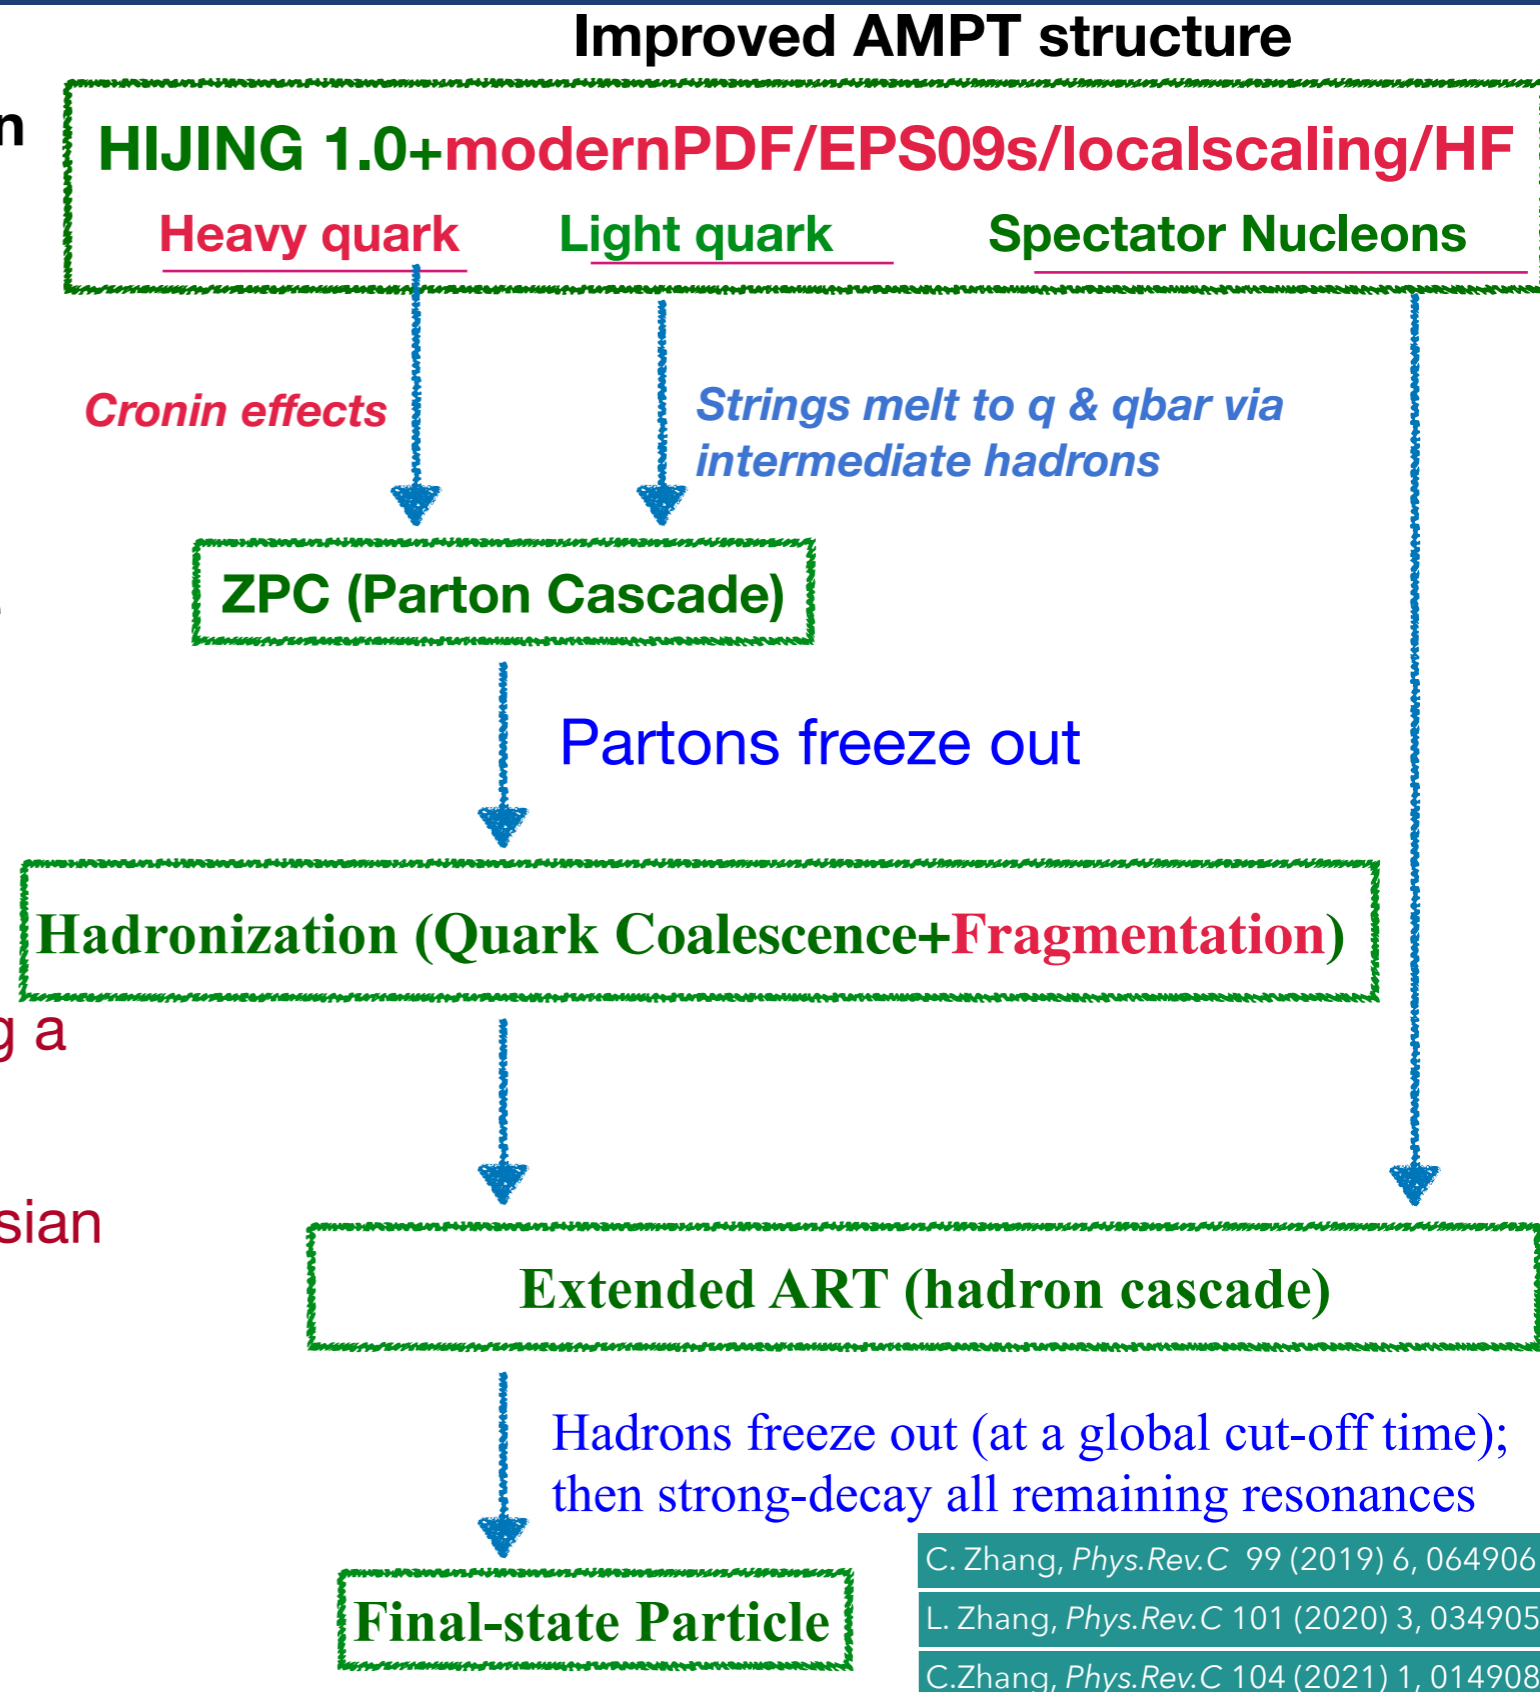 Improved AMPT structure
n
HIJING 1.0+modernPDF/EPS09s/localscaling/HF
Heavy quark Light quark Spectator Nucleons
Cronin effects
Strings melt to q & qbar via
intermediate hadrons
ZPC (Parton Cascade)
Partons freeze out
Hadronization (Quark Coalescence+Fragmentation)
g a
sian
Extended ART (hadron cascade)
Hadrons freeze out (at a global cut-off time);
then strong-decay all remaining resonances
Final-state Particle
C. Zhang, Phys.Rev.C 99 (2019) 6, 064906
L. Zhang, Phys.Rev.C 101 (2020) 3, 034905
C.Zhang, Phys.Rev.C 104 (2021) 1, 014908